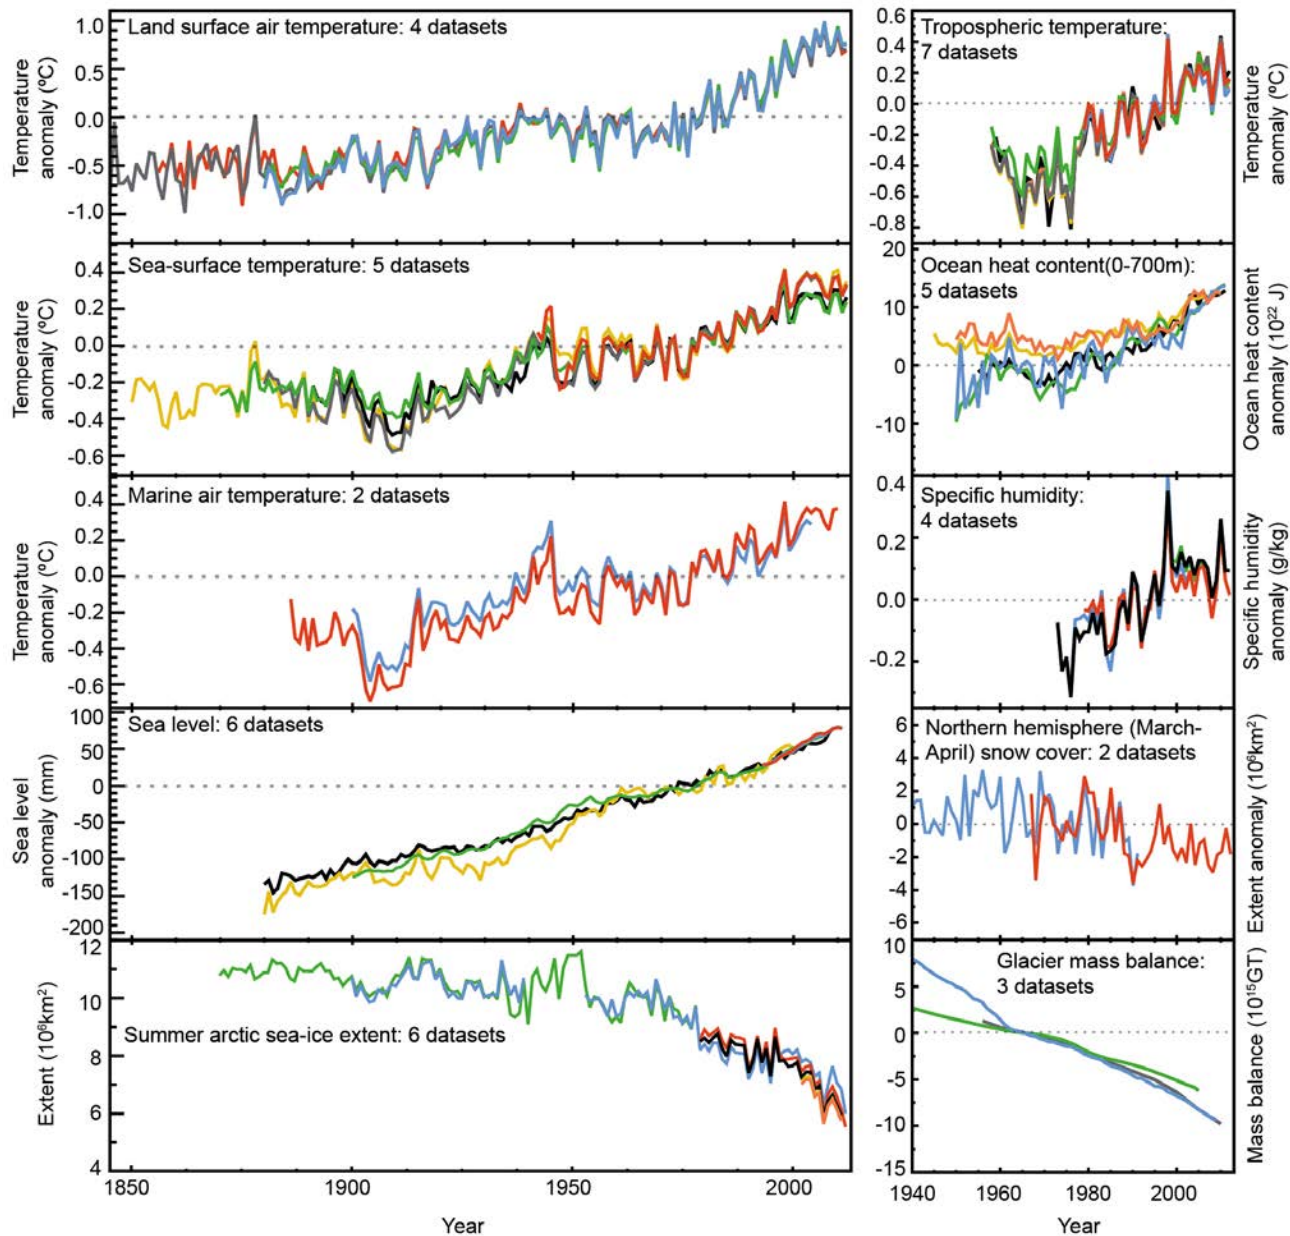 Land surface air temperature: 4 datasets
1.0
0.5
0.0
-0.5
-1.0
Temperature
anomaly (ºC)
Sea-surface temperature: 5 datasets
0.4
0.2
0.0
-0.2
-0.4
-0.6
Temperature
anomaly (ºC)
Marine air temperature: 2 datasets
0.4
0.2
0.0
-0.2
-0.4
-0.6
Temperature
anomaly (ºC)
Sea level: 6 datasets
100
50
0
-50
-100
-150
-200
Sea level
anomaly (mm)
12
10
8
6
4
Summer arctic sea-ice extent: 6 datasets
Extent (10⁶km²)
1850
1900
1950
2000
Year
Tropospheric temperature:
7 datasets
0.6
0.4
0.2
0.0
-0.2
-0.4
-0.6
-0.8
Temperature
anomaly (ºC)
Ocean heat content(0-700m):
5 datasets
20
10
0
-10
Ocean heat content
anomaly (10²² J)
Specific humidity:
4 datasets
0.4
0.2
0.0
-0.2
Specific humidity
anomaly (g/kg)
Northern hemisphere (March-
April) snow cover: 2 datasets
6
4
2
0
-2
-4
-6
Extent anomaly (10⁶km²)
Glacier mass balance:
3 datasets
10
5
0
-5
-10
-15
Mass balance (10¹⁵GT)
1940
1960
1980
2000
Year